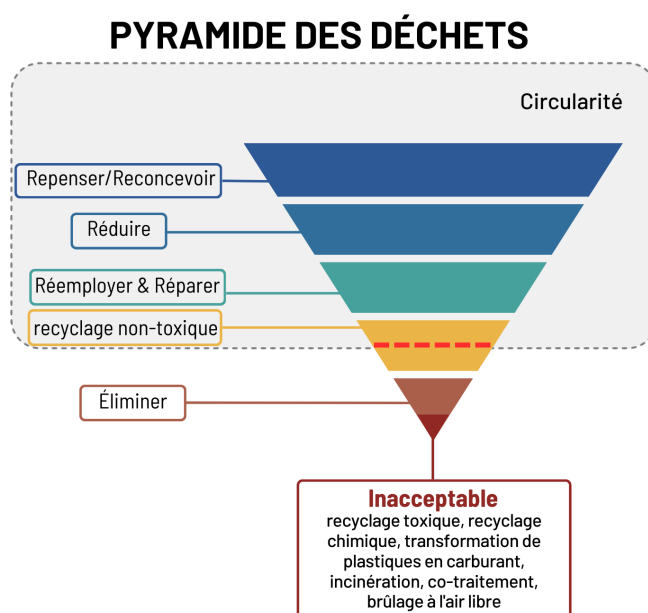 PYRAMIDE DES DÉCHETS
Circularité
Repenser/Reconcevoir
Réduire
Réemployer & Réparer
recyclage non-toxique
Éliminer
Inacceptable
recyclage toxique, recyclage
chimique, transformation de
plastiques en carburant,
incinération, co-traitement,
brûlage à l'air libre